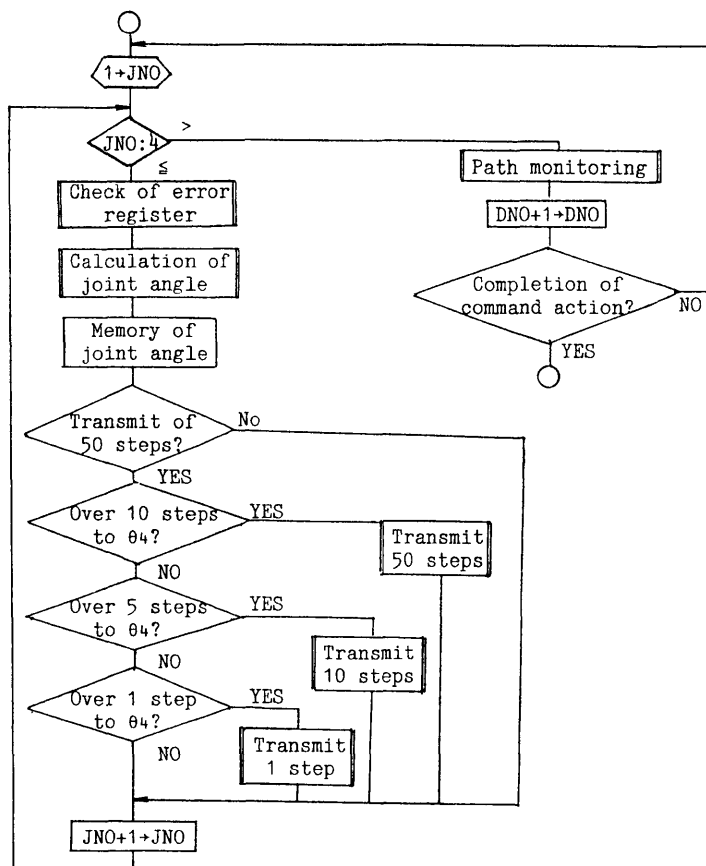 1→JNO
JNO:4
>
≦
Check of error
register
Calculation of
joint angle
Memory of
joint angle
Transmit of
50 steps?
No
YES
Over 10 steps
to θ4?
YES
NO
Transmit
50 steps
Over 5 steps
to θ4?
YES
NO
Transmit
10 steps
Over 1 step
to θ4?
YES
NO
Transmit
1 step
JNO+1→JNO
Path monitoring
DNO+1→DNO
Completion of
command action?
NO
YES